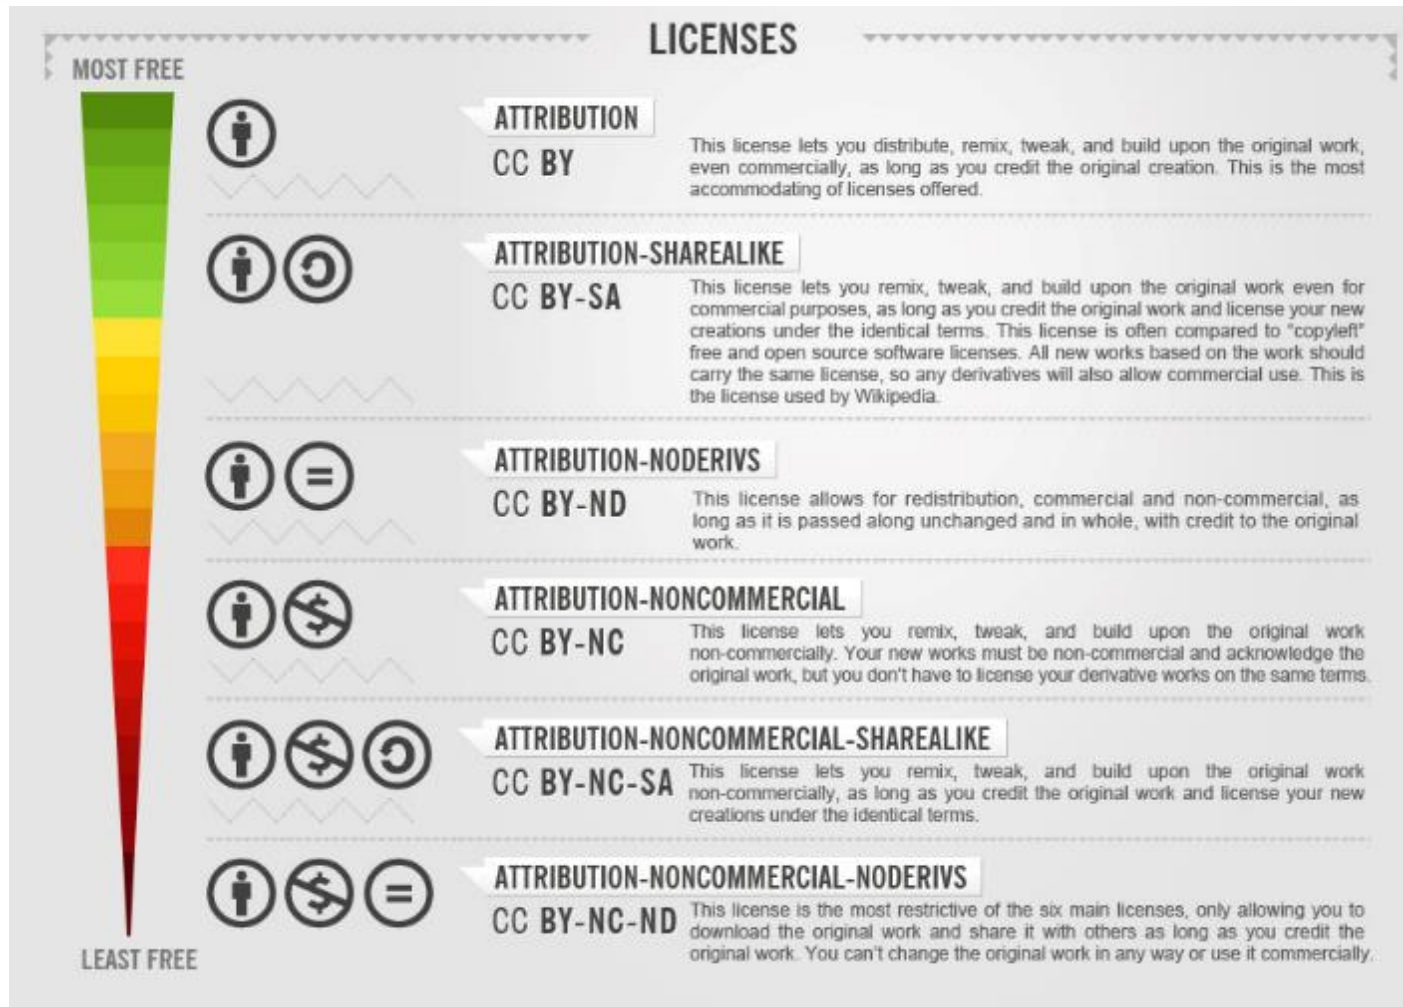 LICENSES
MOST FREE
ATTRIBUTION
CC BY
This license lets you distribute, remix, tweak, and build upon the original work,
even commercially, as long as you credit the original creation. This is the most
accommodating of licenses offered.
ATTRIBUTION-SHAREALIKE
CC BY-SA
This license lets you remix, tweak, and build upon the original work even for
commercial purposes, as long as you credit the original work and license your new
creations under the identical terms. This license is often compared to "copyleft"
free and open source software licenses. All new works based on the work should
carry the same license, so any derivatives will also allow commercial use. This is
the license used by Wikipedia.
ATTRIBUTION-NODERIVS
CC BY-ND
This license allows for redistribution, commercial and non-commercial, as
long as it is passed along unchanged and in whole, with credit to the original
work.
ATTRIBUTION-NONCOMMERCIAL
CC BY-NC
This license lets you remix, tweak, and build upon the original work
non-commercially. Your new works must be non-commercial and acknowledge the
original work, but you don't have to license your derivative works on the same terms.
ATTRIBUTION-NONCOMMERCIAL-SHAREALIKE
CC BY-NC-SA
This license lets you remix, tweak, and build upon the original work
non-commercially, as long as you credit the original work and license your new
creations under the identical terms.
ATTRIBUTION-NONCOMMERCIAL-NODERIVS
CC BY-NC-ND
This license is the most restrictive of the six main licenses, only allowing you to
download the original work and share it with others as long as you credit the
original work. You can't change the original work in any way or use it commercially.
LEAST FREE